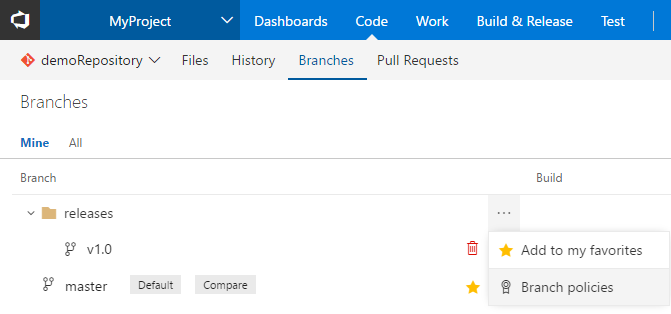 MyProject Dashboards Code Work Build & Release Test
demoRepository Files History Branches Pull Requests
Branches
Mine All
Branch Build
releases ...
v1.0 Add to my favorites
master Default Compare Branch policies